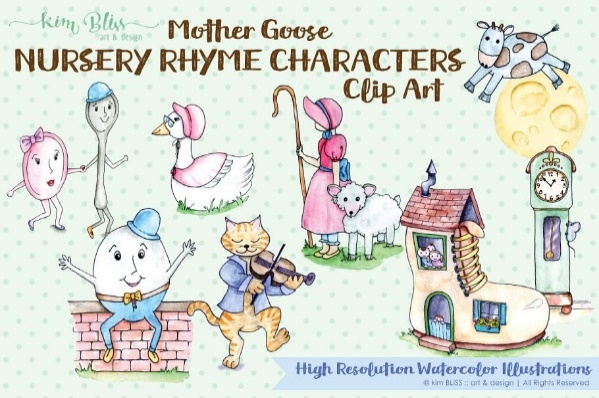 kim Bliss
art & design
Mother Goose
NURSERY RHYME CHARACTERS
Clip Art
High Resolution Watercolor Illustrations
© kim BLISS :: art & design | All Rights Reserved